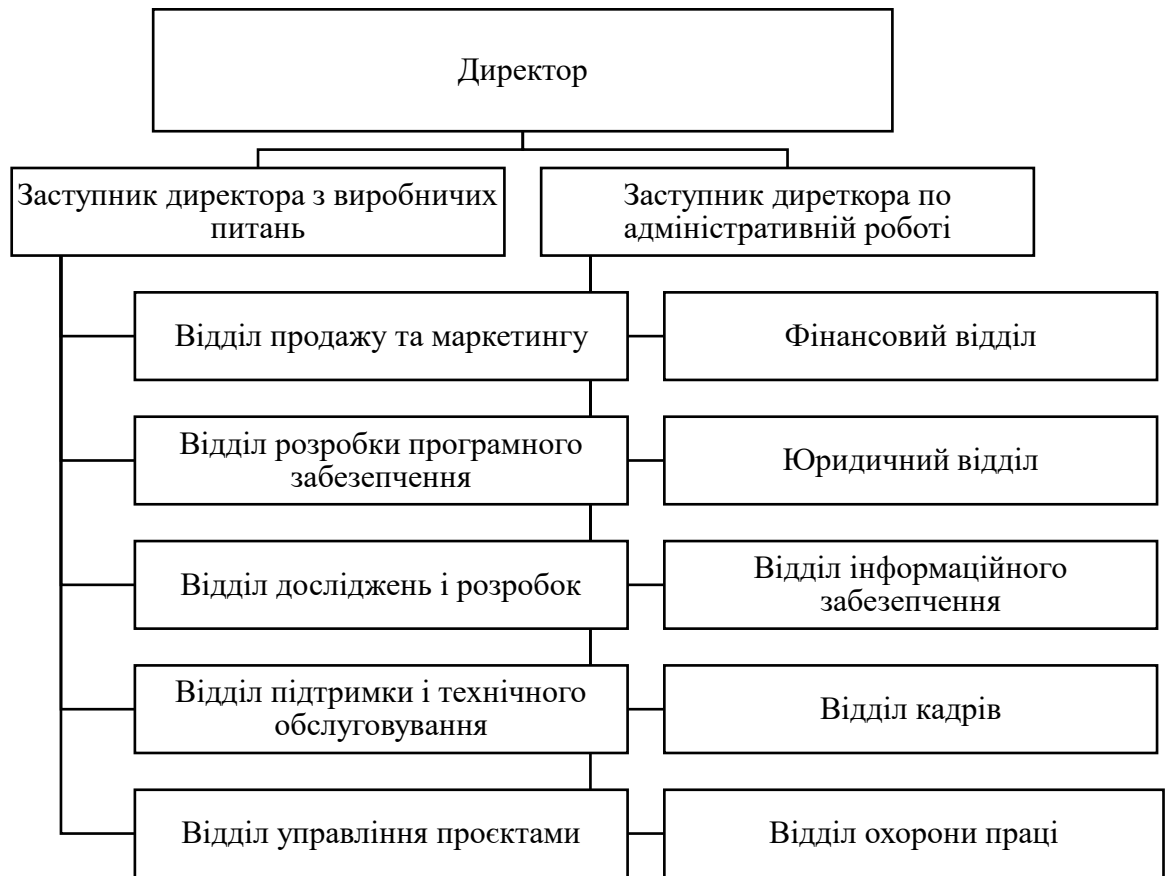 Директор
Заступник директора з виробничих
питань
Заступник диреткора по
адміністративній роботі
Відділ продажу та маркетингу
Фінансовий відділ
Відділ розробки програмного
забезепчення
Юридичний відділ
Відділ досліджень і розробок
Відділ інформаційного
забезпечення
Відділ підтримки і технічного
обслуговування
Відділ кадрів
Відділ управління проєктами
Відділ охорони праці